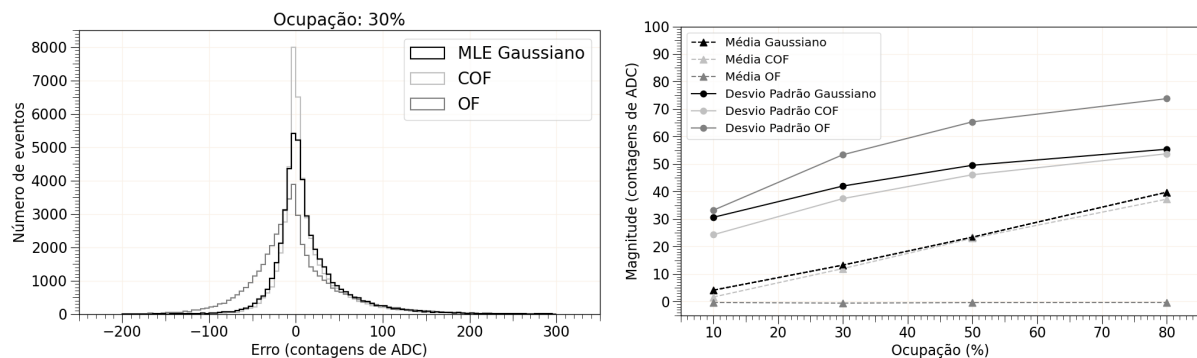 Ocupação: 30%
Número de eventos
8000
7000
6000
5000
4000
3000
2000
1000
0
MLE Gaussiano
COF
OF
−200
−100
0
100
200
300
Erro (contagens de ADC)
Magnitude (contagens de ADC)
100
90
80
70
60
50
40
30
20
10
0
Média Gaussiano
Média COF
Média OF
Desvio Padrão Gaussiano
Desvio Padrão COF
Desvio Padrão OF
10
20
30
40
50
60
70
80
Ocupação (%)